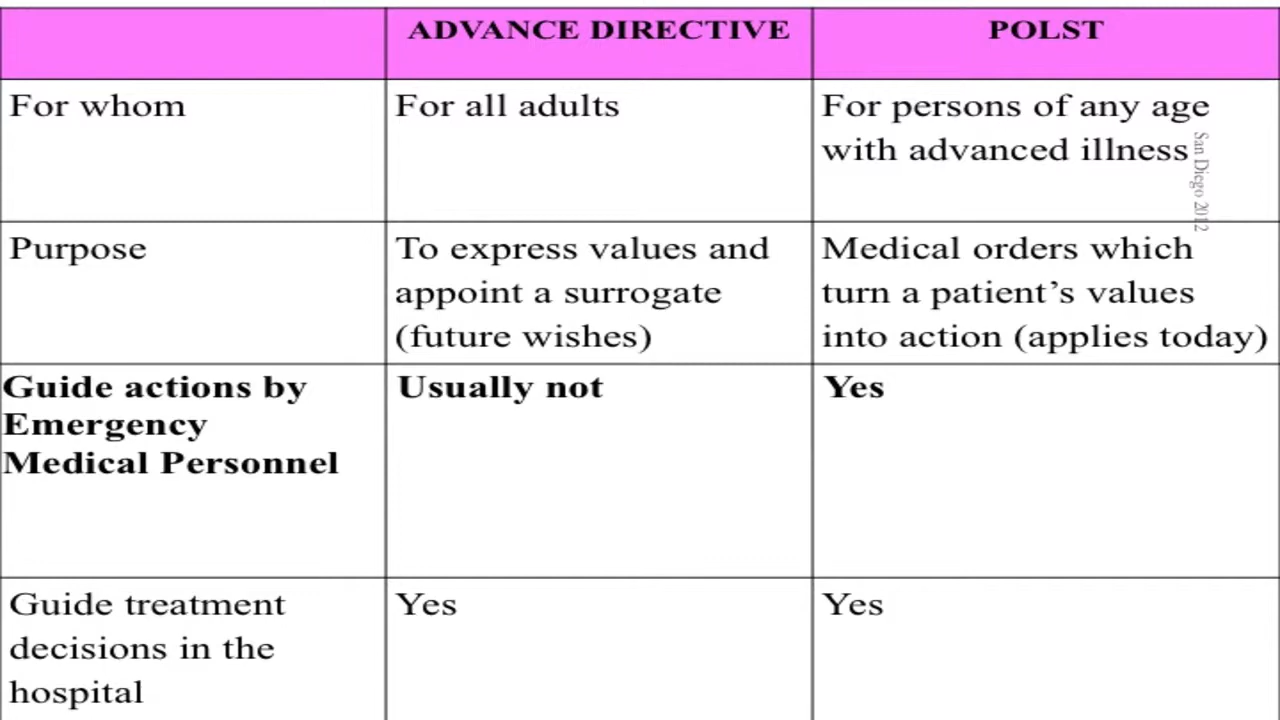 ADVANCE DIRECTIVE
POLST
For whom
For all adults
For persons of any age
with advanced illness
San Diego 2012
Purpose
To express values and
appoint a surrogate
(future wishes)
Medical orders which
turn a patient’s values
into action (applies today)
Guide actions by
Emergency
Medical Personnel
Usually not
Yes
Guide treatment
decisions in the
hospital
Yes
Yes